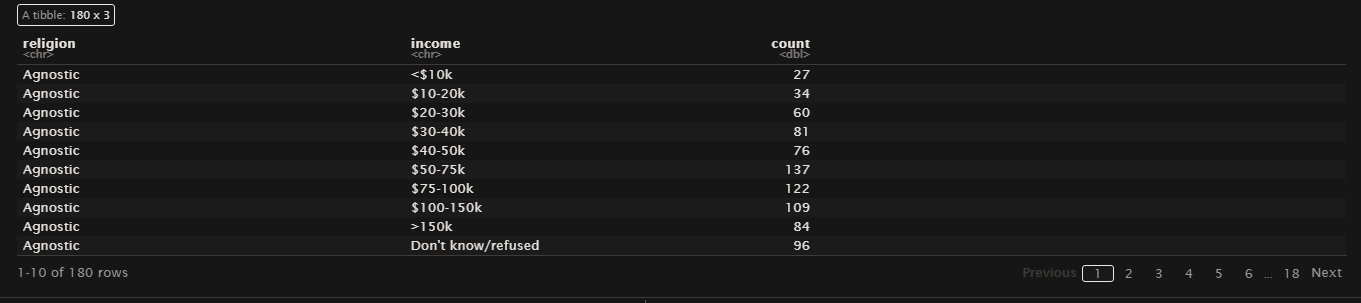 A tibble: 180 x 3
religion income count
<chr> <chr> <dbl>
Agnostic <$10k 27
Agnostic $10-20k 34
Agnostic $20-30k 60
Agnostic $30-40k 81
Agnostic $40-50k 76
Agnostic $50-75k 137
Agnostic $75-100k 122
Agnostic $100-150k 109
Agnostic >150k 84
Agnostic Don't know/refused 96
1-10 of 180 rows Previous 1 2 3 4 5 6 ... 18 Next